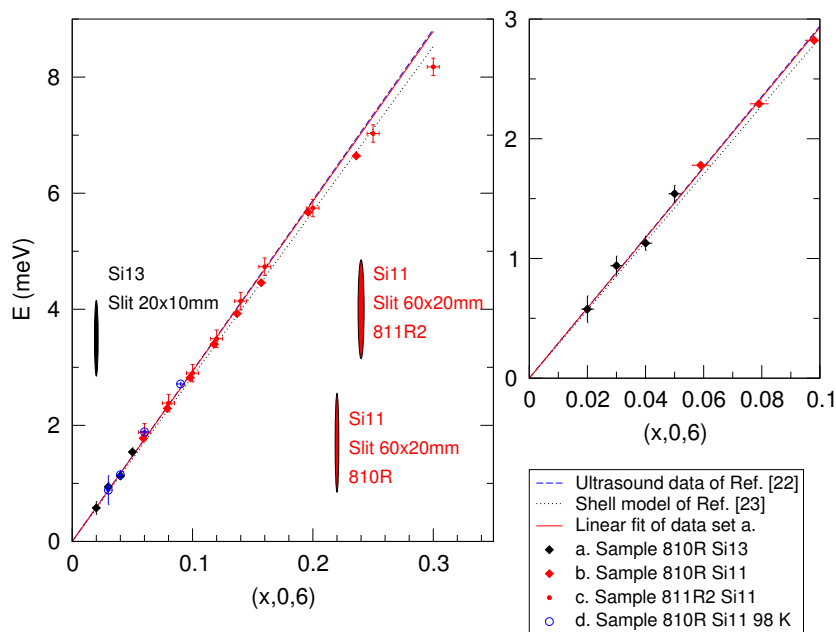 8
6
4
2
0
E (meV)
0
0.1
0.2
0.3
(x,0,6)
Si13
Slit 20x10mm
Si11
Slit 60x20mm
811R2
Si11
Slit 60x20mm
810R
3
2
1
0
0
0.02
0.04
0.06
0.08
0.1
(x,0,6)
Ultrasound data of Ref. [22]
Shell model of Ref. [23]
Linear fit of data set a.
a. Sample 810R Si13
b. Sample 810R Si11
c. Sample 811R2 Si11
d. Sample 810R Si11 98 K